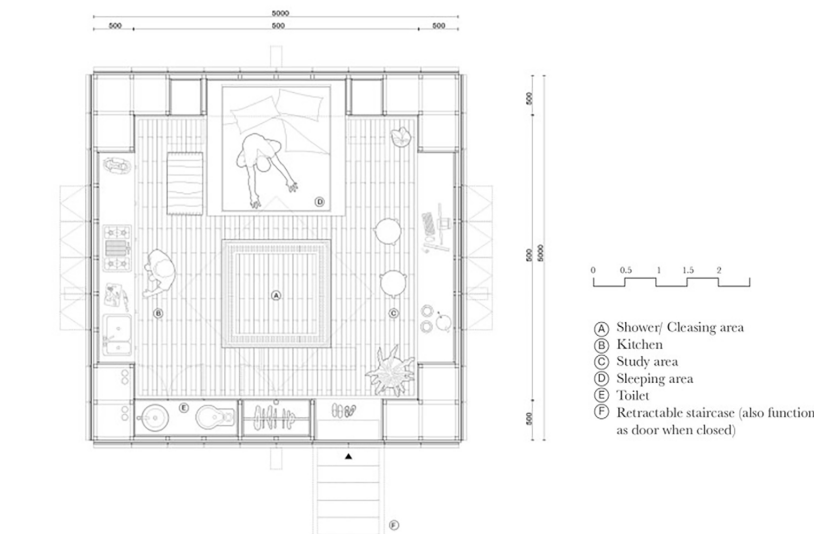 5000
500 500 500
D
A
B
C
E
F
500
500
5000
500
0 0.5 1 1.5 2
A Shower/ Cleasing area
B Kitchen
C Study area
D Sleeping area
E Toilet
F Retractable staircase (also function
as door when closed)